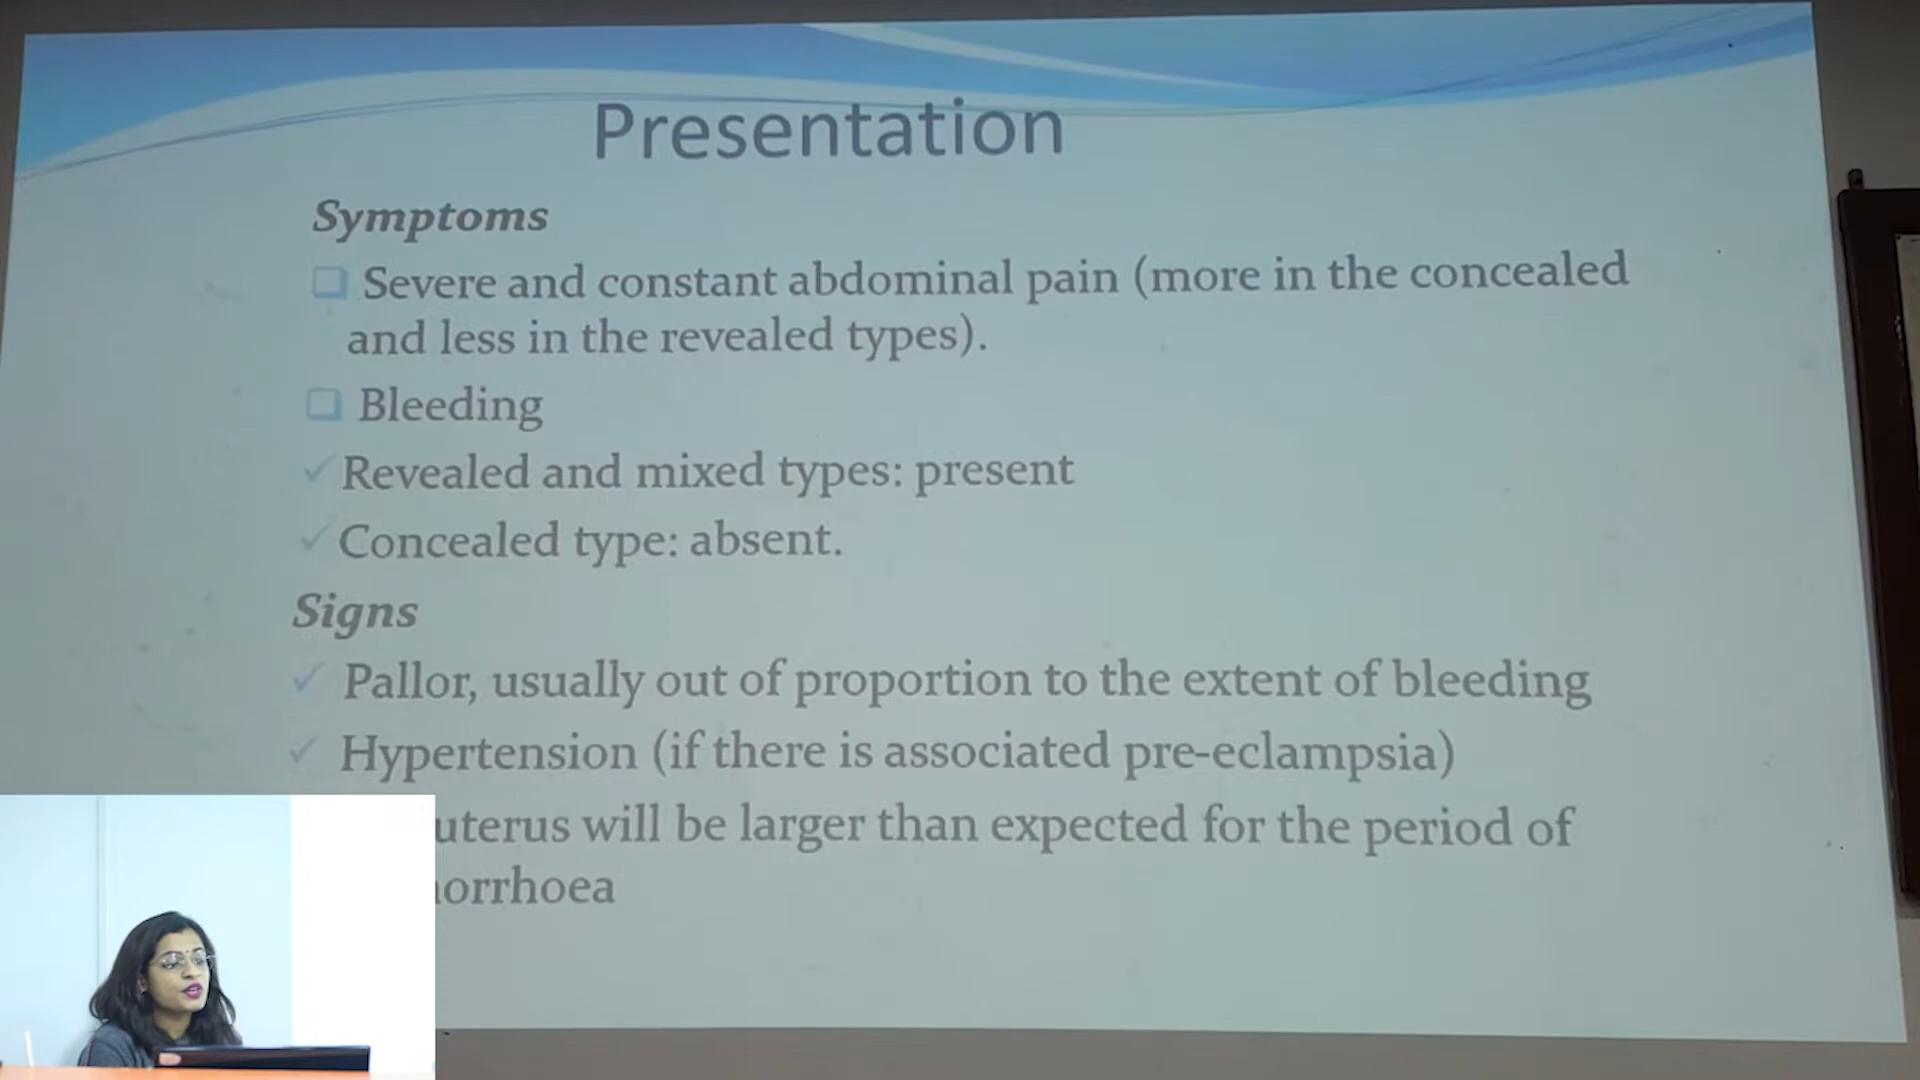 Presentation
Symptoms
Severe and constant abdominal pain (more in the concealed
and less in the revealed types).
Bleeding
Revealed and mixed types: present
Concealed type: absent.
Signs
Pallor, usually out of proportion to the extent of bleeding
Hypertension (if there is associated pre-eclampsia)
uterus will be larger than expected for the period of